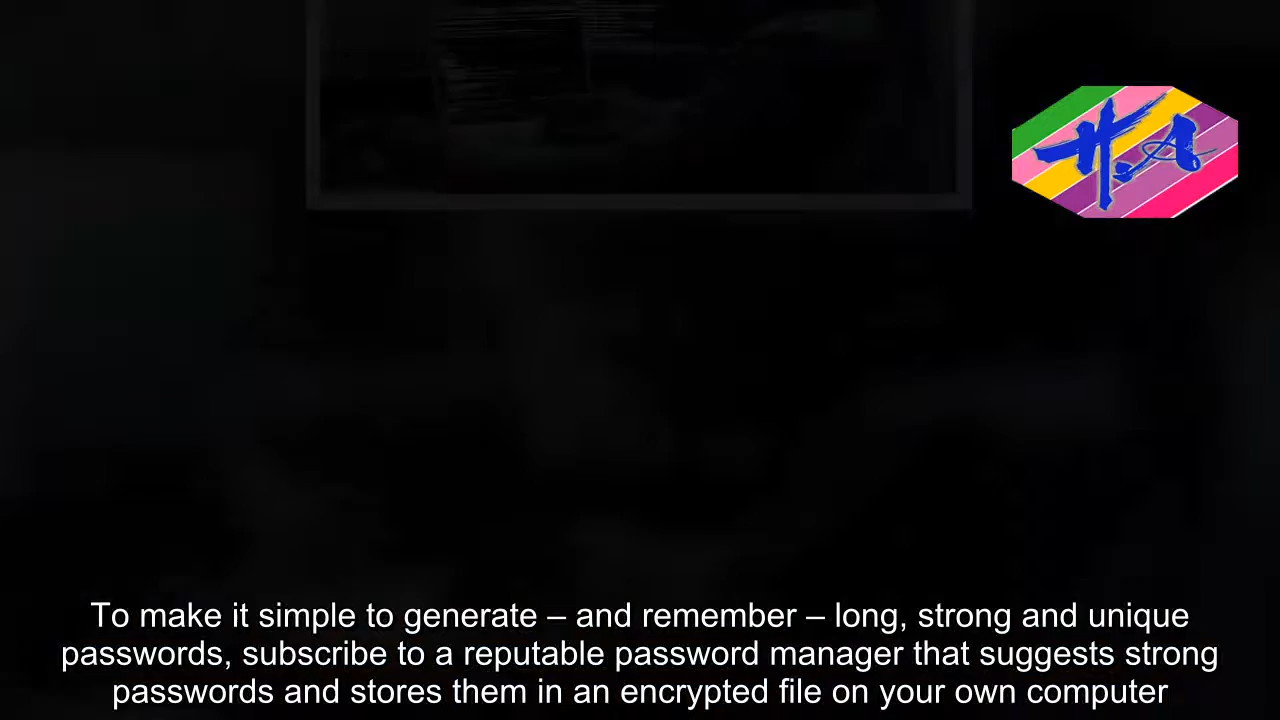 H.A
To make it simple to generate – and remember – long, strong and unique
passwords, subscribe to a reputable password manager that suggests strong
passwords and stores them in an encrypted file on your own computer